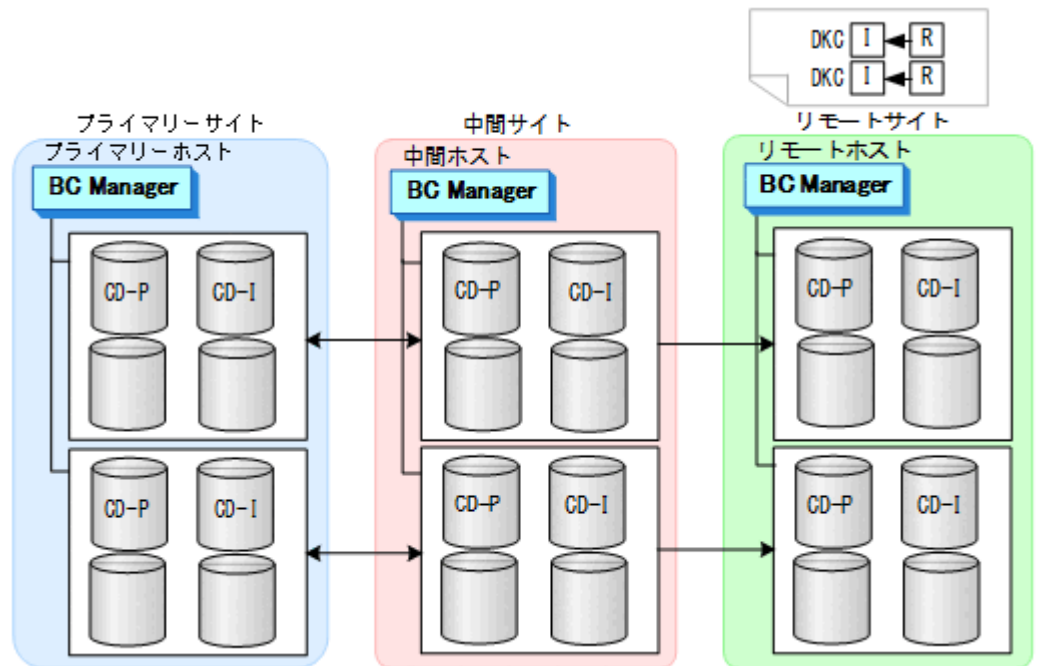 DKC I R
DKC I R
プライマリーサイト 中間サイト リモートサイト
プライマリーホスト 中間ホスト リモートホスト
BC Manager BC Manager BC Manager
CD-P CD-I CD-P CD-I CD-P CD-I
CD-P CD-I CD-P CD-I CD-P CD-I